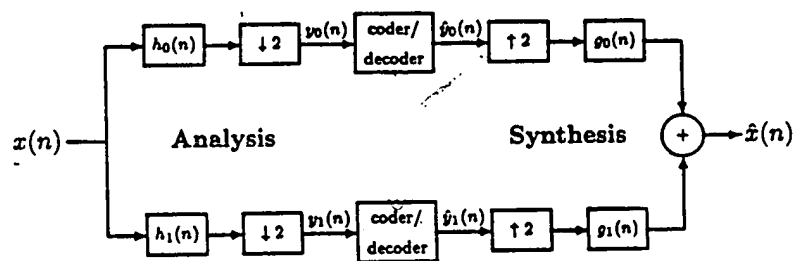 y₀(n) coder/ ŷ₀(n)
h₀(n) ↓2 decoder ↑2 g₀(n)
x(n) Analysis Synthesis + x̂(n)
y₁(n) coder/ ŷ₁(n)
h₁(n) ↓2 decoder ↑2 g₁(n)